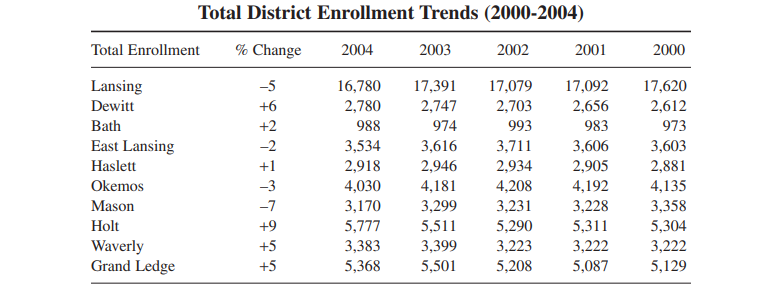 Total District Enrollment Trends (2000-2004)
Total Enrollment % Change 2004 2003 2002 2001 2000
Lansing –5 16,780 17,391 17,079 17,092 17,620
Dewitt +6 2,780 2,747 2,703 2,656 2,612
Bath +2 988 974 993 983 973
East Lansing –2 3,534 3,616 3,711 3,606 3,603
Haslett +1 2,918 2,946 2,934 2,905 2,881
Okemos –3 4,030 4,181 4,208 4,192 4,135
Mason –7 3,170 3,299 3,231 3,228 3,358
Holt +9 5,777 5,511 5,290 5,311 5,304
Waverly +5 3,383 3,399 3,223 3,222 3,222
Grand Ledge +5 5,368 5,501 5,208 5,087 5,129